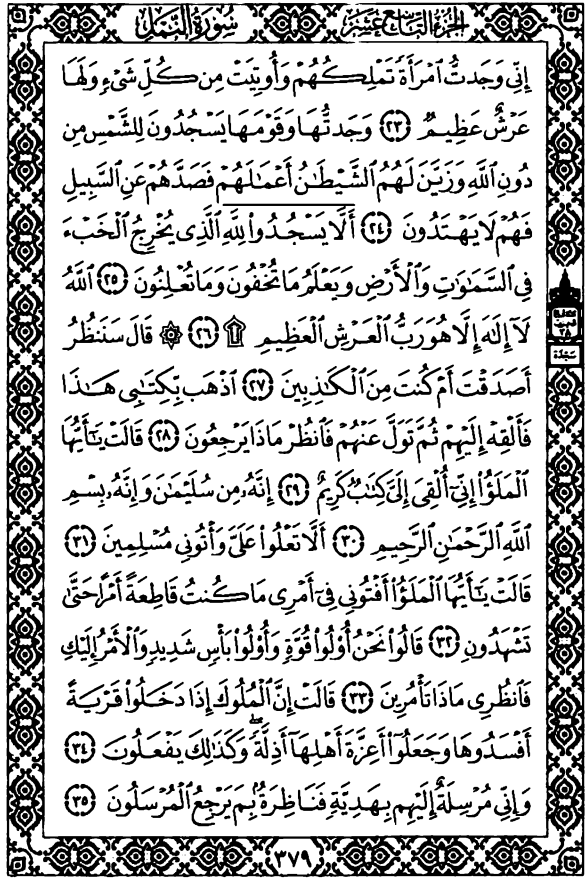 الجزء التاسع عشر سورة النمل
إِنِّي وَجَدتُّ ٱمْرَأَةً تَمْلِكُهُمْ وَأُوتِيَتْ مِن كُلِّ شَيْءٍ وَلَهَا
عَرْشٌ عَظِيمٌ ٢٣ وَجَدتُّهَا وَقَوْمَهَا يَسْجُدُونَ لِلشَّمْسِ مِن
دُونِ ٱللَّهِ وَزَيَّنَ لَهُمُ ٱلشَّيْطَٰنُ أَعْمَٰلَهُمْ فَصَدَّهُمْ عَنِ ٱلسَّبِيلِ
فَهُمْ لَا يَهْتَدُونَ ٢٤ أَلَّا يَسْجُدُوا۟ لِلَّهِ ٱلَّذِي يُخْرِجُ ٱلْخَبْءَ
فِي ٱلسَّمَٰوَٰتِ وَٱلْأَرْضِ وَيَعْلَمُ مَا تُخْفُونَ وَمَا تُعْلِنُونَ ٢٥ ٱللَّهُ
لَآ إِلَٰهَ إِلَّا هُوَ رَبُّ ٱلْعَرْشِ ٱلْعَظِيمِ ۩ ٢٦ ۞ قَالَ سَنَنظُرُ
أَصَدَقْتَ أَمْ كُنتَ مِنَ ٱلْكَٰذِبِينَ ٢٧ ٱذْهَب بِّكِتَٰبِي هَٰذَا
فَأَلْقِهْ إِلَيْهِمْ ثُمَّ تَوَلَّ عَنْهُمْ فَٱنظُرْ مَاذَا يَرْجِعُونَ ٢٨ قَالَتْ يَٰٓأَيُّهَا
ٱلْمَلَؤُا۟ إِنِّيٓ أُلْقِيَ إِلَيَّ كِتَٰبٌ كَرِيمٌ ٢٩ إِنَّهُۥ مِن سُلَيْمَٰنَ وَإِنَّهُۥ بِسْمِ
ٱللَّهِ ٱلرَّحْمَٰنِ ٱلرَّحِيمِ ٣٠ أَلَّا تَعْلُوا۟ عَلَيَّ وَأْتُونِي مُسْلِمِينَ ٣١
قَالَتْ يَٰٓأَيُّهَا ٱلْمَلَؤُا۟ أَفْتُونِي فِيٓ أَمْرِي مَا كُنتُ قَاطِعَةً أَمْرًا حَتَّىٰ
تَشْهَدُونِ ٣٢ قَالُوا۟ نَحْنُ أُو۟لُوا۟ قُوَّةٍ وَأُو۟لُوا۟ بَأْسٍ شَدِيدٍ وَٱلْأَمْرُ إِلَيْكِ
فَٱنظُرِي مَاذَا تَأْمُرِينَ ٣٣ قَالَتْ إِنَّ ٱلْمُلُوكَ إِذَا دَخَلُوا۟ قَرْيَةً
أَفْسَدُوهَا وَجَعَلُوٓا۟ أَعِزَّةَ أَهْلِهَآ أَذِلَّةً ۖ وَكَذَٰلِكَ يَفْعَلُونَ ٣٤
وَإِنِّي مُرْسِلَةٌ إِلَيْهِم بِهَدِيَّةٍ فَنَاظِرَةٌۢ بِمَ يَرْجِعُ ٱلْمُرْسَلُونَ ٣٥
الحزب
٣٨
سجدة
٣٧٩